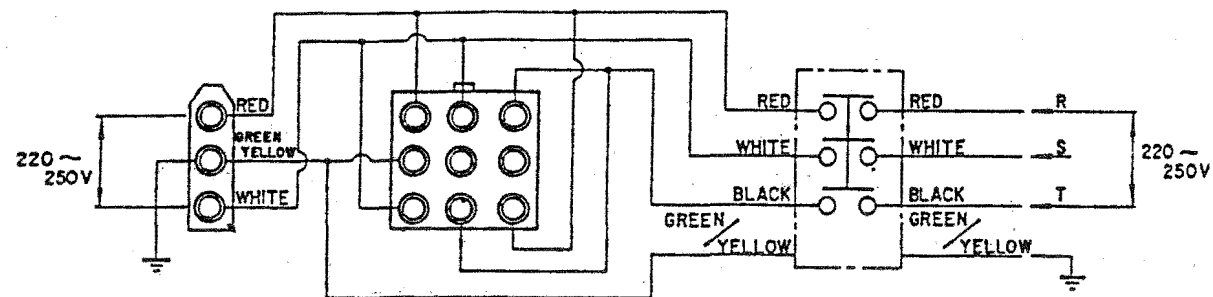 RED
GREEN
YELLOW
WHITE
220 ~
250V
RED
WHITE
BLACK
GREEN
YELLOW
RED
WHITE
BLACK
GREEN
YELLOW
R
S
T
220 ~
250V